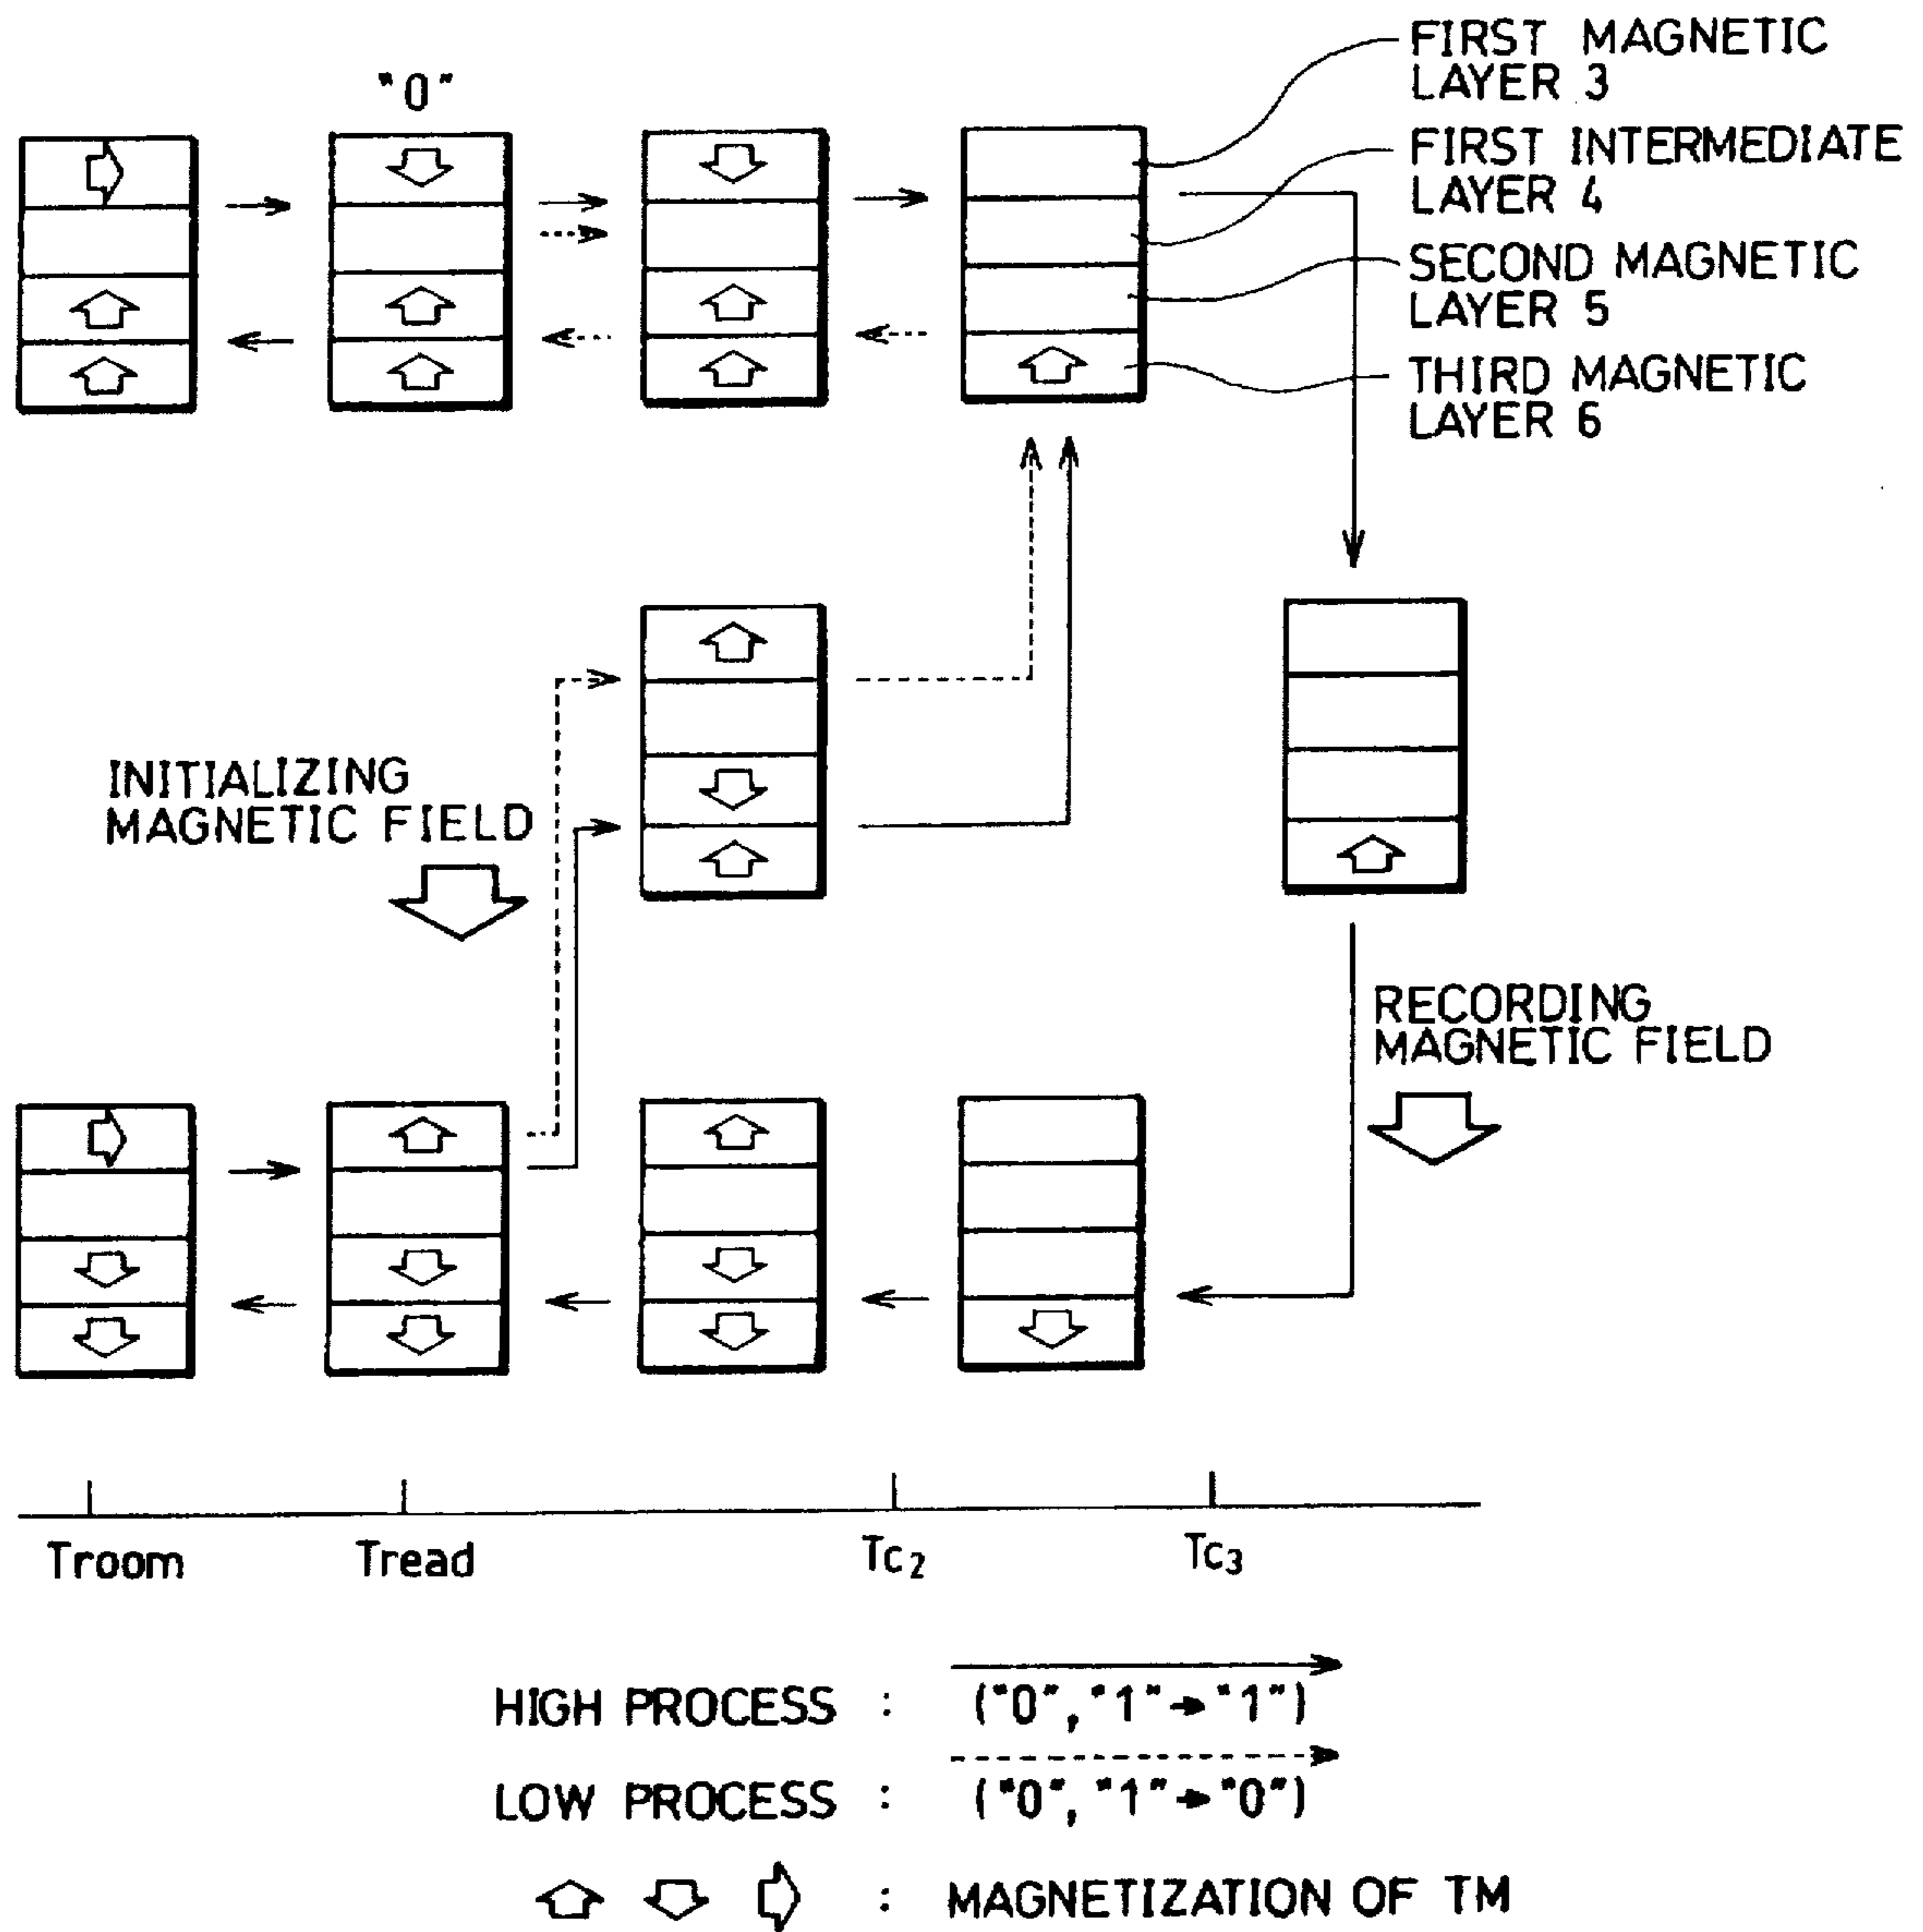 FIRST MAGNETIC
LAYER 3
"0"
FIRST INTERMEDIATE
LAYER 4
SECOND MAGNETIC
LAYER 5
THIRD MAGNETIC
LAYER 6
INITIALIZING
MAGNETIC FIELD
RECORDING
MAGNETIC FIELD
Troom Tread Tc2 Tc3
HIGH PROCESS : ("0", "1"→"1")
LOW PROCESS : ("0", "1"→"0")
: MAGNETIZATION OF TM